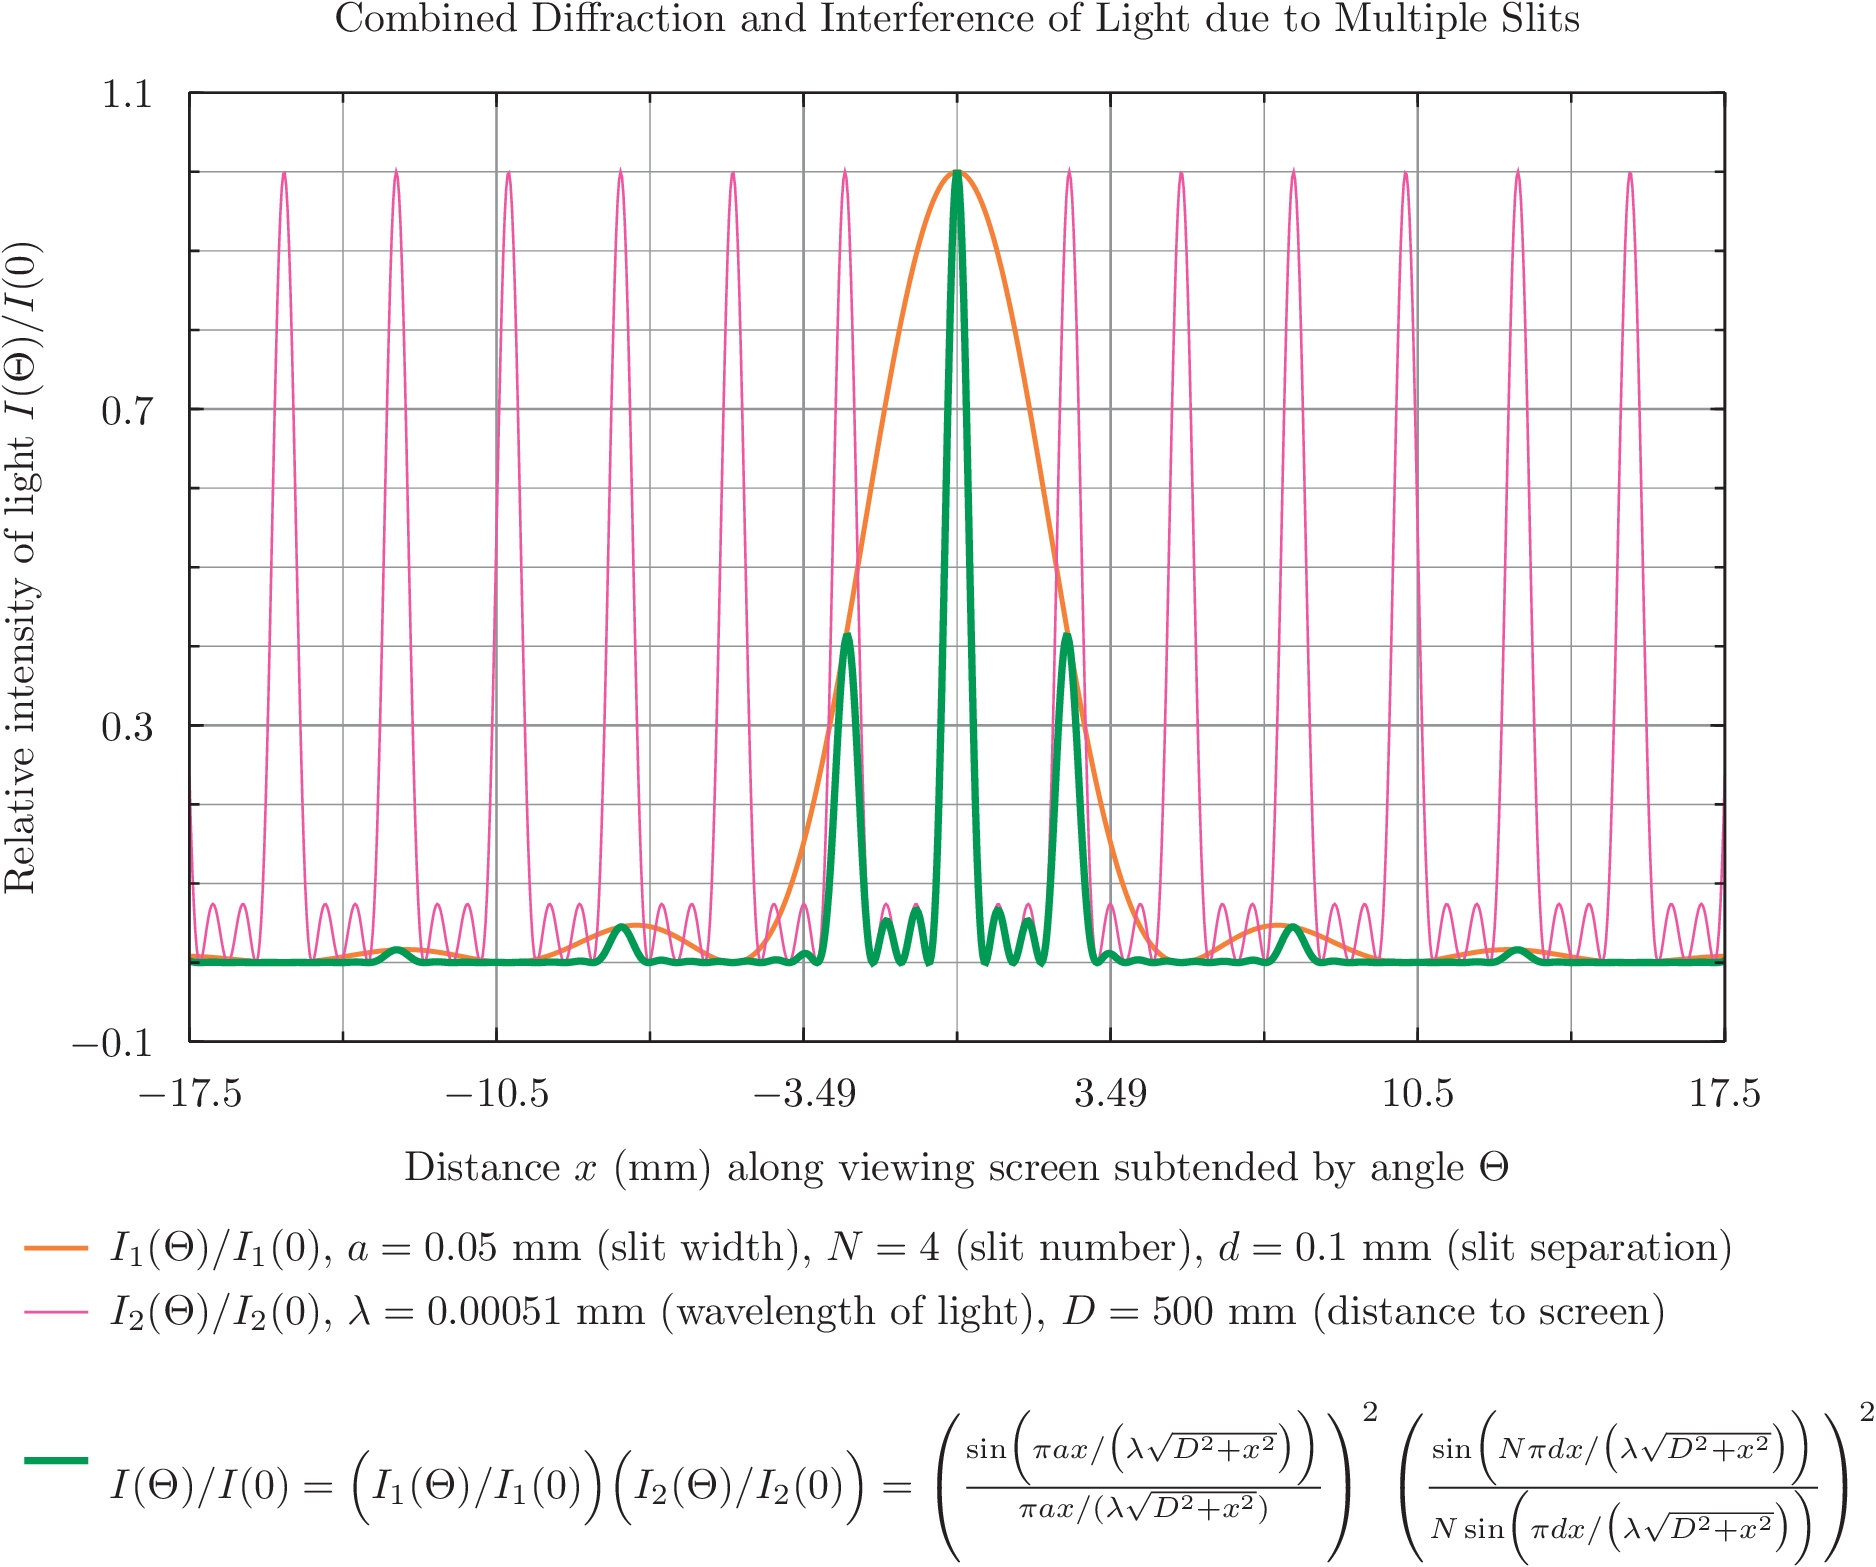 Combined Diffraction and Interference of Light due to Multiple Slits
Relative intensity of light I(Θ)/I(0)
1.1
0.7
0.3
−0.1
−17.5 −10.5 −3.49 3.49 10.5 17.5
Distance x (mm) along viewing screen subtended by angle Θ
I₁(Θ)/I₁(0), a = 0.05 mm (slit width), N = 4 (slit number), d = 0.1 mm (slit separation)
I₂(Θ)/I₂(0), λ = 0.00051 mm (wavelength of light), D = 500 mm (distance to screen)
I(Θ)/I(0) = (I₁(Θ)/I₁(0))(I₂(Θ)/I₂(0)) = (sin(πax/(λ√(D²+x²)))/(πax/(λ√(D²+x²))))² (sin(Nπdx/(λ√(D²+x²)))/(N sin(πdx/(λ√(D²+x²)))))²